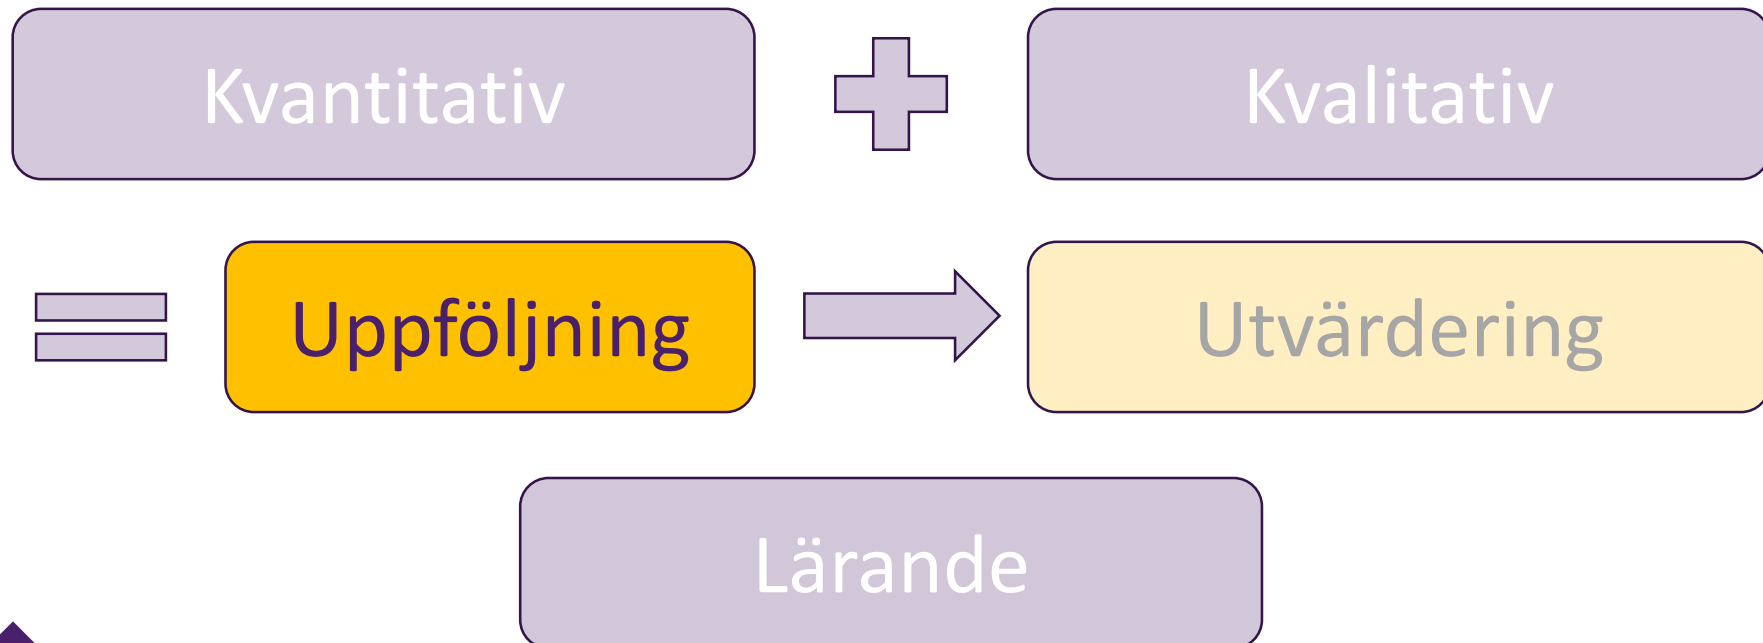 Kvantitativ
Kvalitativ
Uppföljning
Utvärdering
Lärande